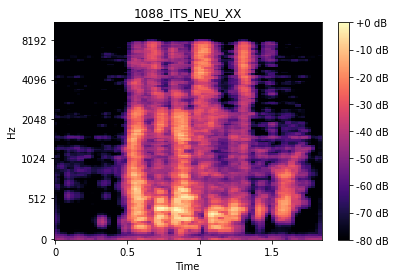 1088_ITS_NEU_XX
8192
4096
2048
1024
512
0
Hz
0
0.5
1
1.5
Time
+0 dB
-10 dB
-20 dB
-30 dB
-40 dB
-50 dB
-60 dB
-70 dB
-80 dB